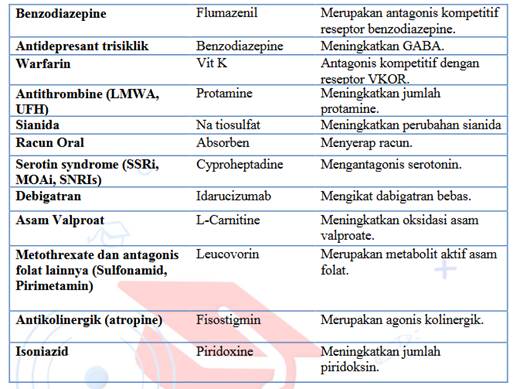 Benzodiazepine Flumazenil Merupakan antagonis kompetitif
reseptor benzodiazepine.
Antidepresant trisiklik Benzodiazepine Meningkatkan GABA.
Warfarin Vit K Antagonis kompetitif dengan
reseptor VKOR.
Antithrombine (LMWA, Protamine Meningkatkan jumlah
UFH) protamine.
Sianida Na tiosulfat Meningkatkan perubahan sianida
Racun Oral Absorben Menyerap racun.
Serotin syndrome (SSRi, Cyproheptadine Mengantagonis serotonin.
MOAi, SNRIs)
Debigatran Idarucizumab Mengikat dabigatran bebas.
Asam Valproat L-Carnitine Meningkatkan oksidasi asam
valproate.
Metothrexate dan antagonis Leucovorin Merupakan metabolit aktif asam
folat lainnya (Sulfonamid, folat.
Pirimetamin)
Antikolinergik (atropine) Fisostigmin Merupakan agonis kolinergik.
Isoniazid Piridoxine Meningkatkan jumlah
piridoksin.